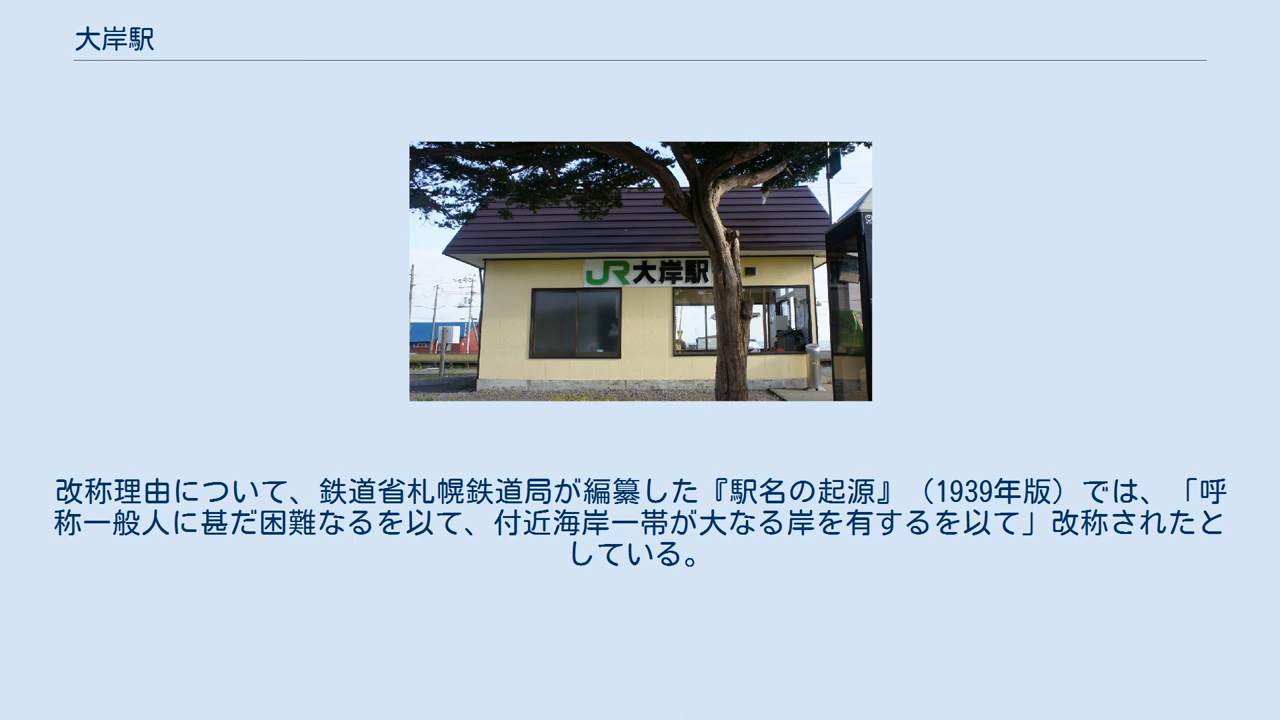 大岸駅
JR大岸駅
改称理由について、鉄道省札幌鉄道局が編纂した『駅名の起源』（1939年版）では、「呼
称一般人に甚だ困難なるを以て、付近海岸一帯が大なる岸を有するを以て」改称されたと
している。